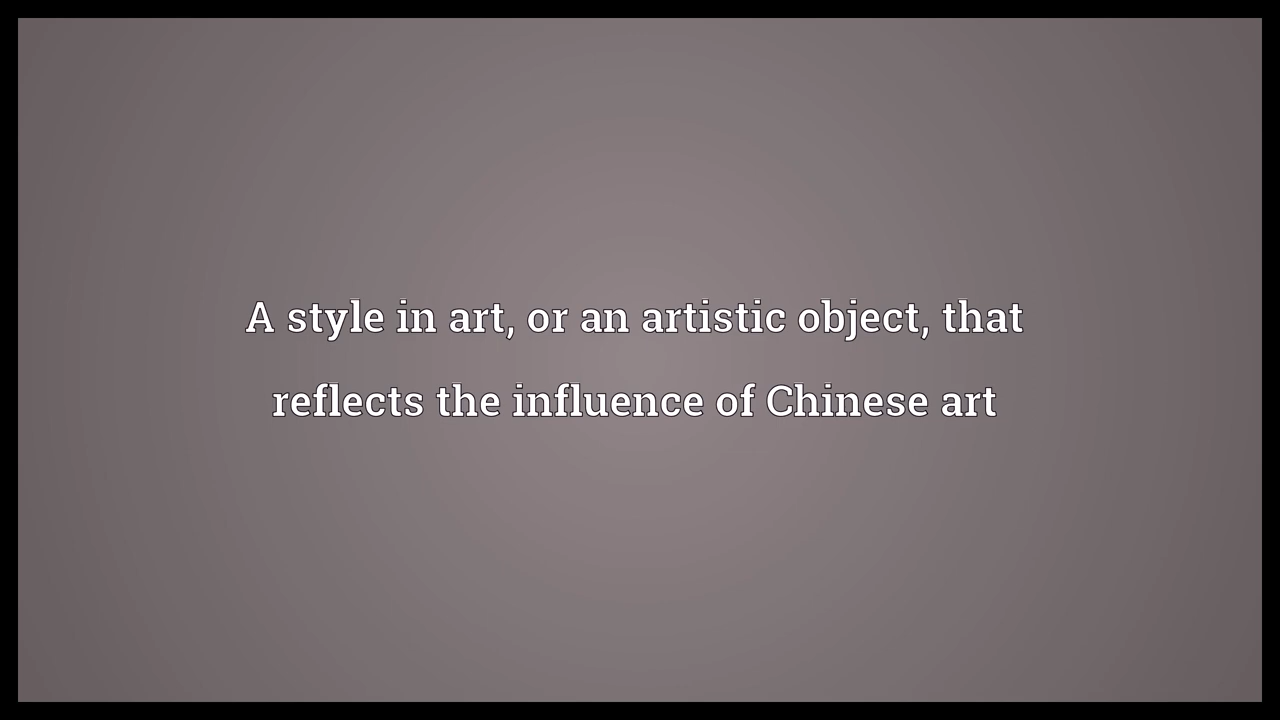 A style in art, or an artistic object, that
reflects the influence of Chinese art